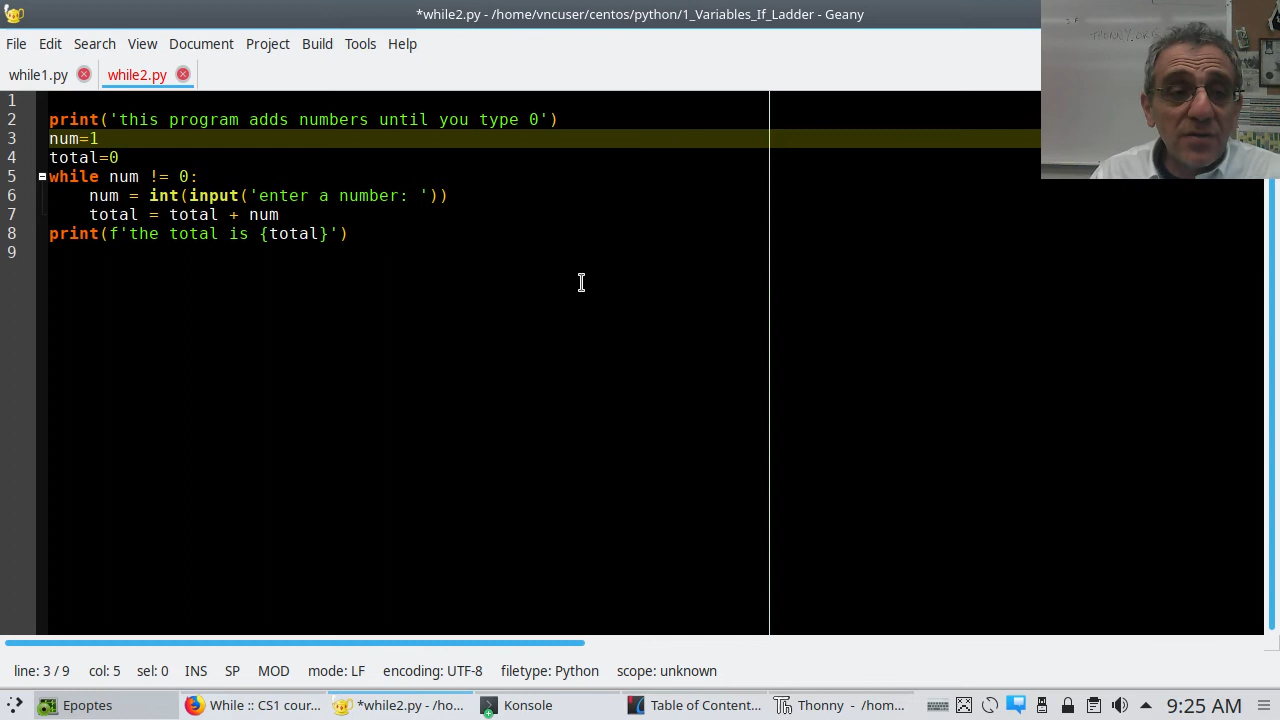 *while2.py - /home/vncuser/centos/python/1_Variables_If_Ladder - Geany
File Edit Search View Document Project Build Tools Help
while1.py while2.py
THONNY.ORG
1
2 print('this program adds numbers until you type 0')
3 num=1
4 total=0
5 while num != 0:
6 num = int(input('enter a number: '))
7 total = total + num
8 print(f'the total is {total}')
9
line: 3 / 9 col: 5 sel: 0 INS SP MOD mode: LF encoding: UTF-8 filetype: Python scope: unknown
Epoptes While :: CS1 cour... *while2.py - /ho... Konsole Table of Content... Thonny - /hom... 9:25 AM